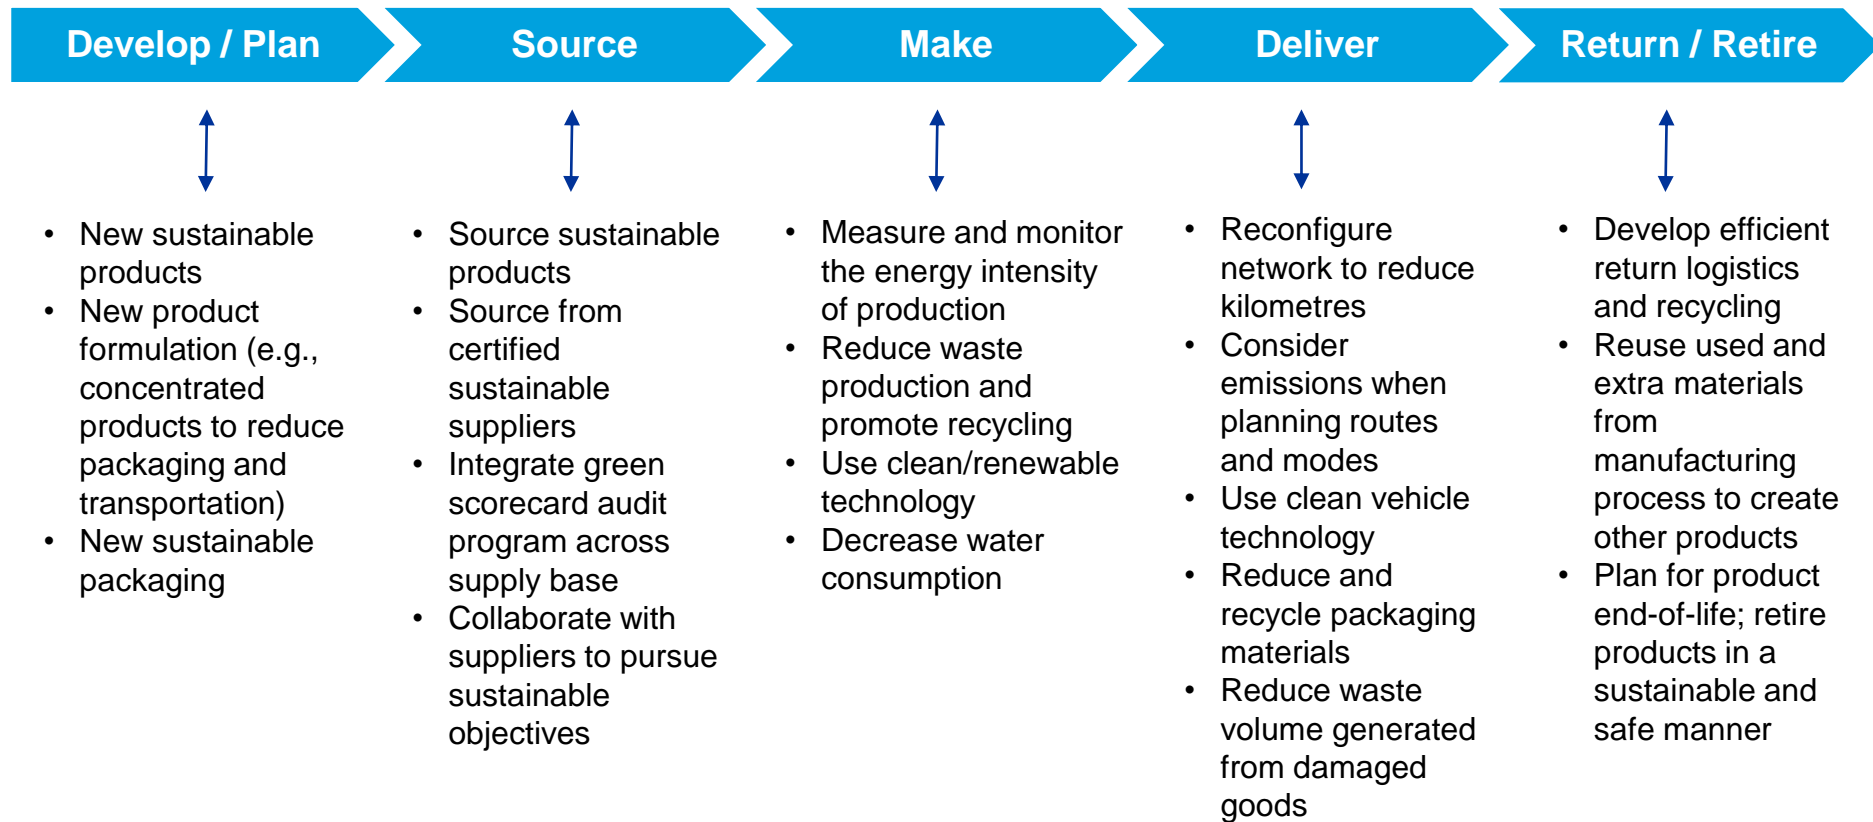 Develop / Plan
Source
Make
Deliver
Return / Retire
• New sustainable
products
• New product
formulation (e.g.,
concentrated
products to reduce
packaging and
transportation)
• New sustainable
packaging
• Source sustainable
products
• Source from
certified
sustainable
suppliers
• Integrate green
scorecard audit
program across
supply base
• Collaborate with
suppliers to pursue
sustainable
objectives
• Measure and monitor
the energy intensity
of production
• Reduce waste
production and
promote recycling
• Use clean/renewable
technology
• Decrease water
consumption
• Reconfigure
network to reduce
kilometres
• Consider
emissions when
planning routes
and modes
• Use clean vehicle
technology
• Reduce and
recycle packaging
materials
• Reduce waste
volume generated
from damaged
goods
• Develop efficient
return logistics
and recycling
• Reuse used and
extra materials
from
manufacturing
process to create
other products
• Plan for product
end-of-life; retire
products in a
sustainable and
safe manner